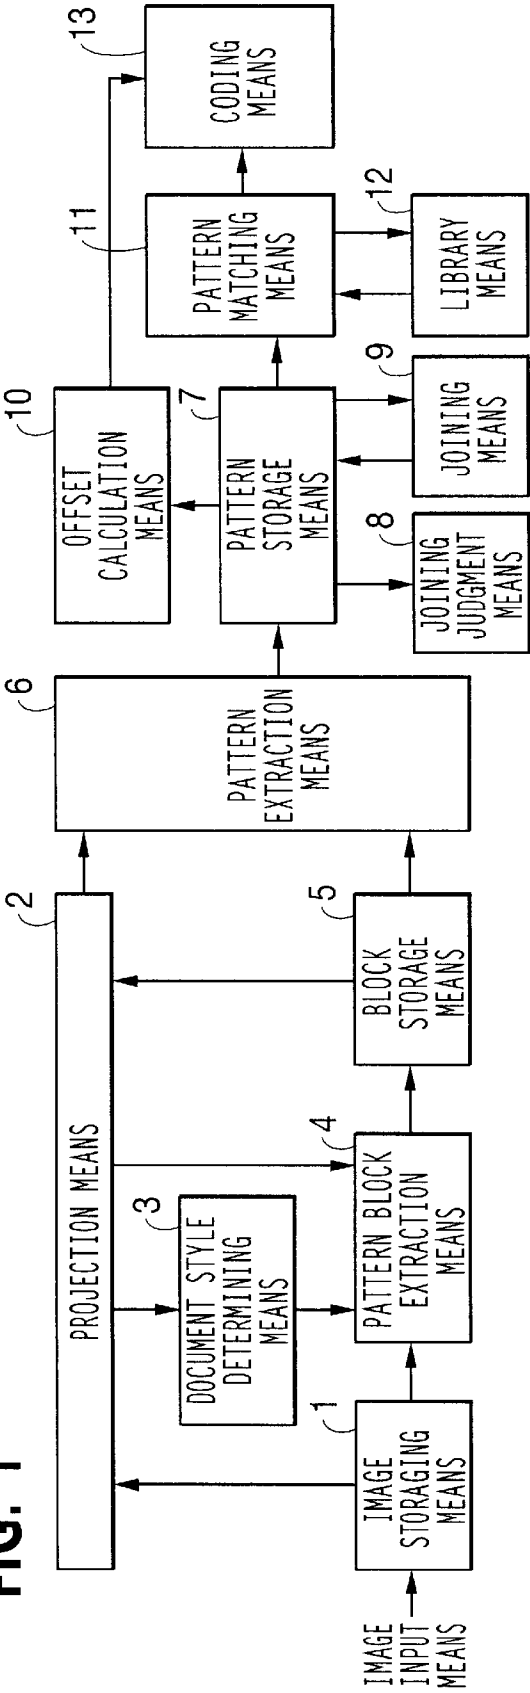 FIG. 1
2
PROJECTION MEANS
3
DOCUMENT STYLE
DETERMINING
MEANS
IMAGE
INPUT
MEANS
1
IMAGE
STORAGING
MEANS
4
PATTERN BLOCK
EXTRACTION
MEANS
5
BLOCK
STORAGE
MEANS
6
PATTERN
EXTRACTION
MEANS
10
OFFSET
CALCULATION
MEANS
7
PATTERN
STORAGE
MEANS
8
JOINING
JUDGMENT
MEANS
9
JOINING
MEANS
11
PATTERN
MATCHING
MEANS
12
LIBRARY
MEANS
13
CODING
MEANS